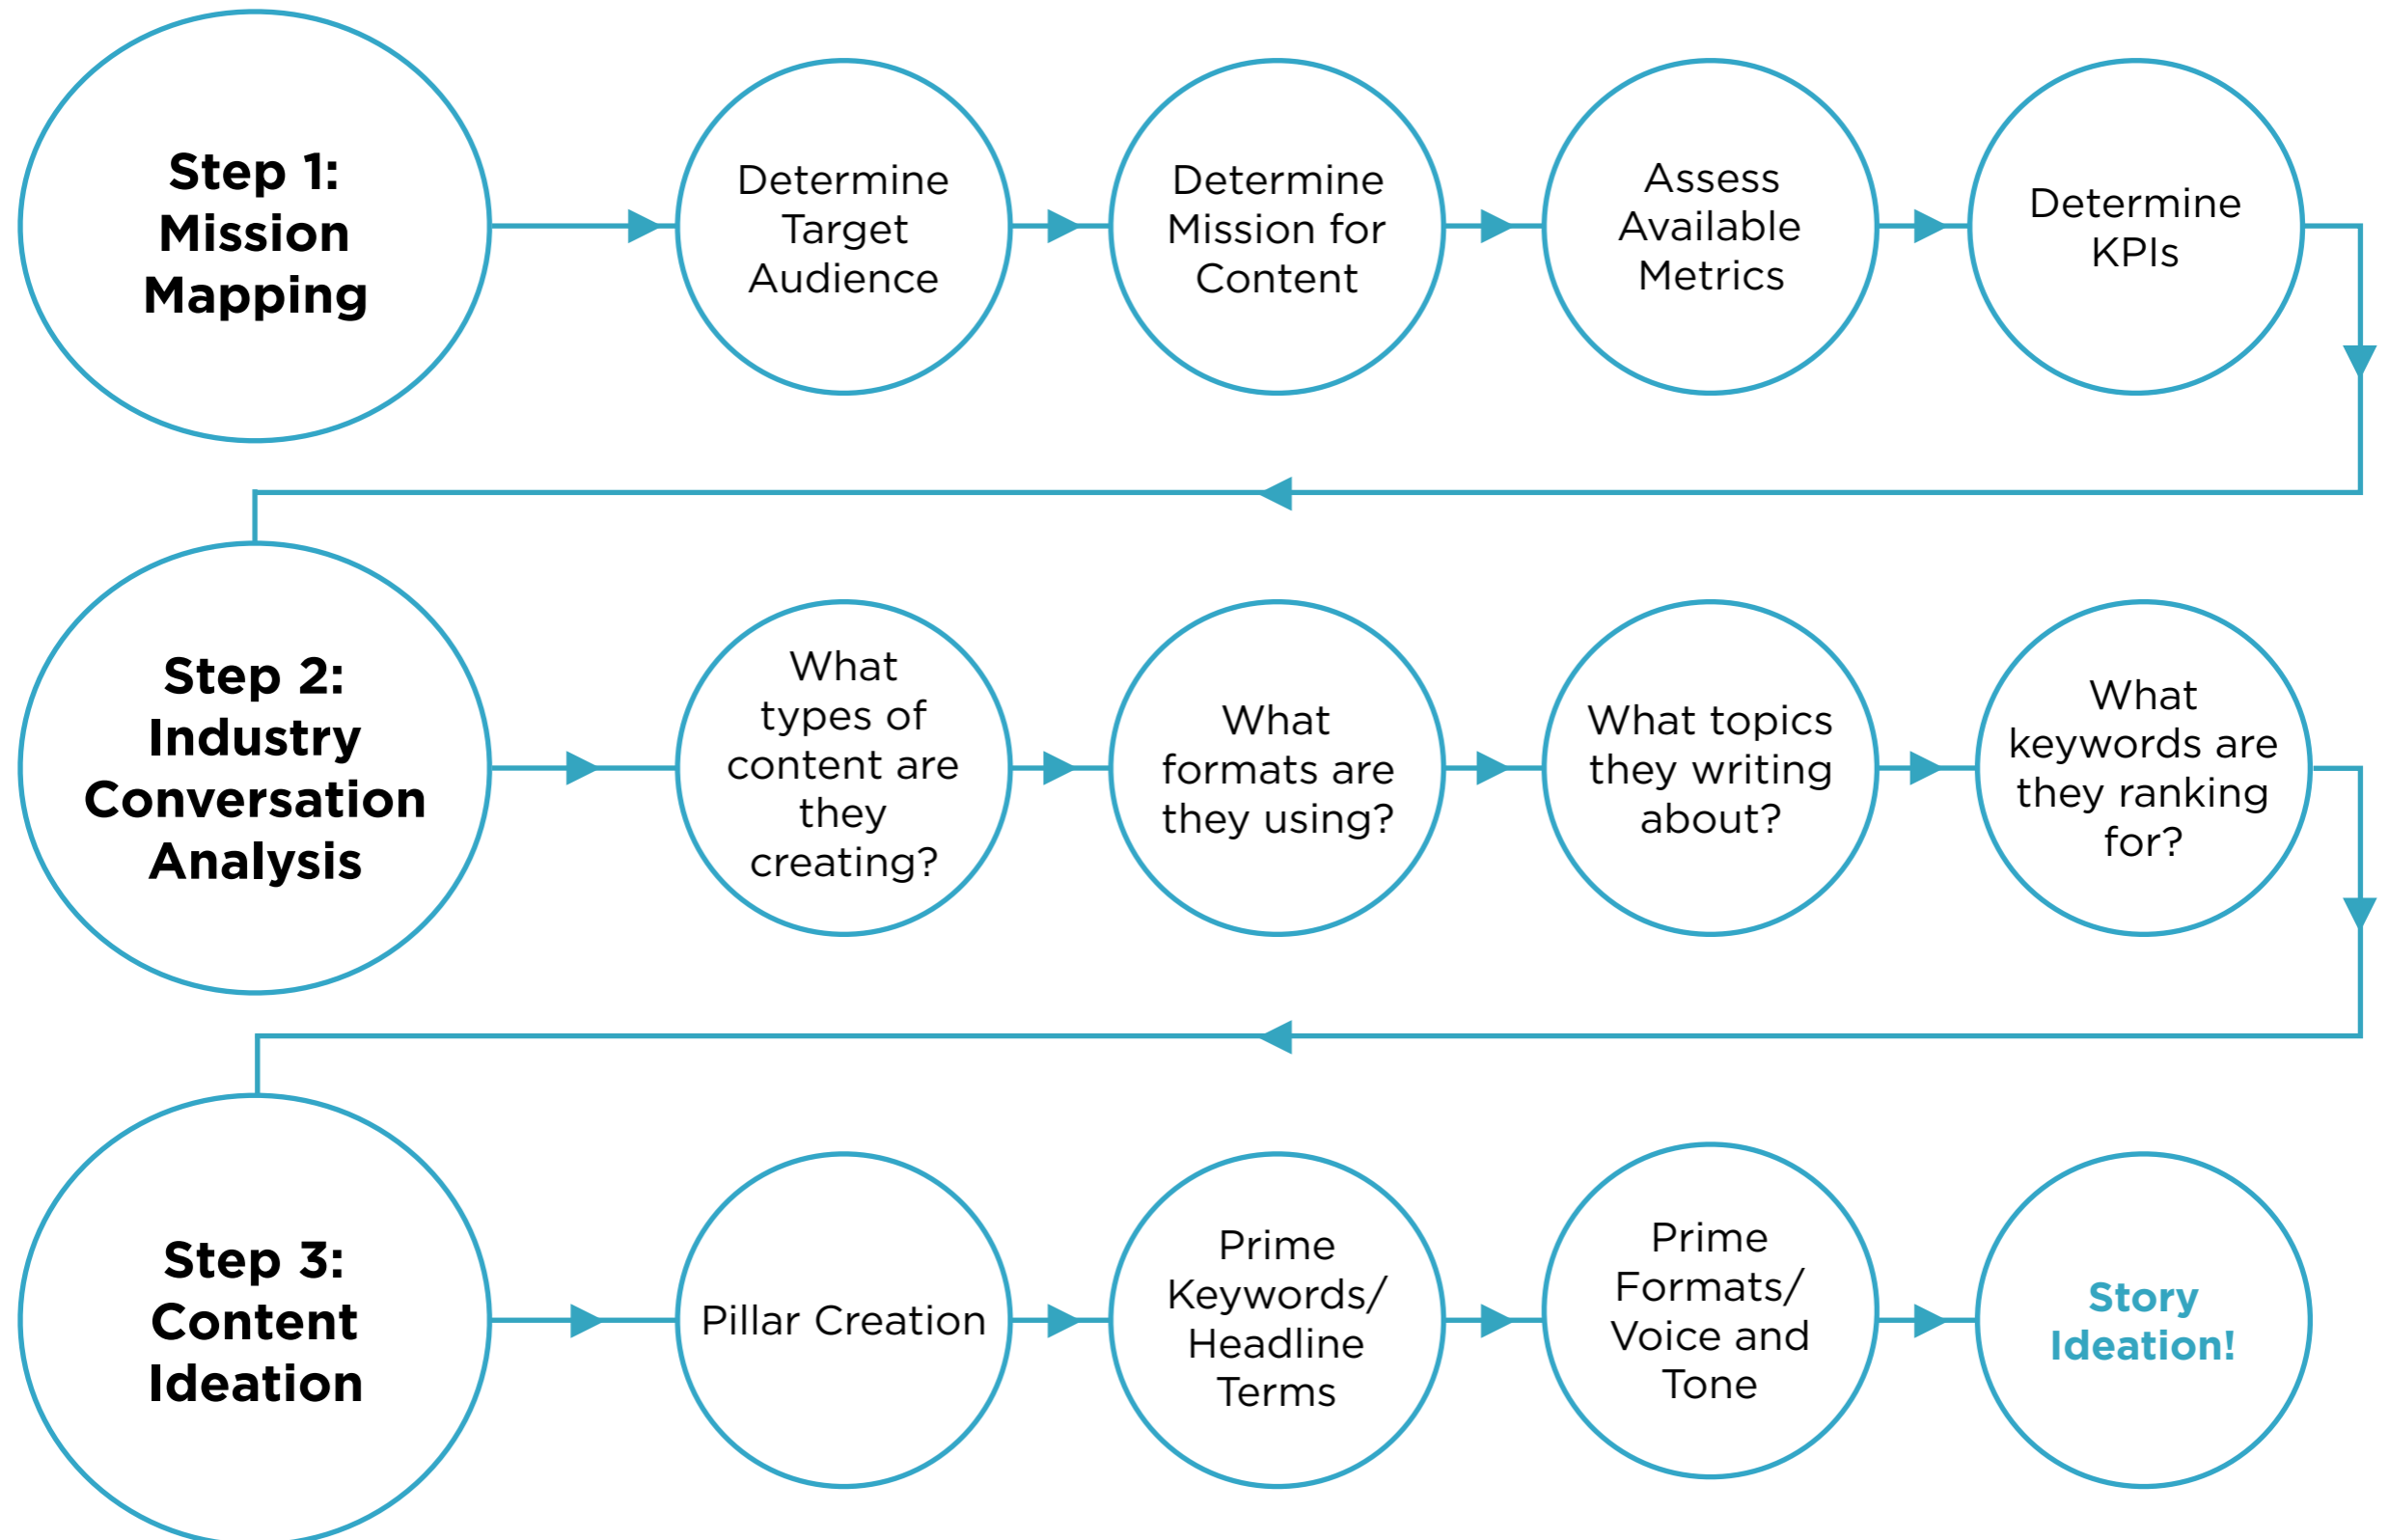 Step 1:
Mission
Mapping
Determine
Target
Audience
Determine
Mission for
Content
Assess
Available
Metrics
Determine
KPIs
Step 2:
Industry
Conversation
Analysis
What
types of
content are
they
creating?
What
formats are
they using?
What topics
they writing
about?
What
keywords are
they ranking
for?
Step 3:
Content
Ideation
Pillar Creation
Prime
Keywords/
Headline
Terms
Prime
Formats/
Voice and
Tone
Story
Ideation!